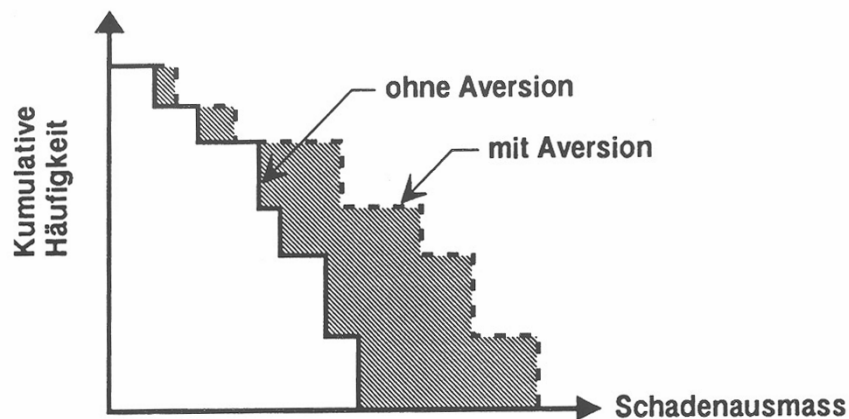 ohne Aversion
mit Aversion
Kumulative
Häufigkeit
Schadenausmass